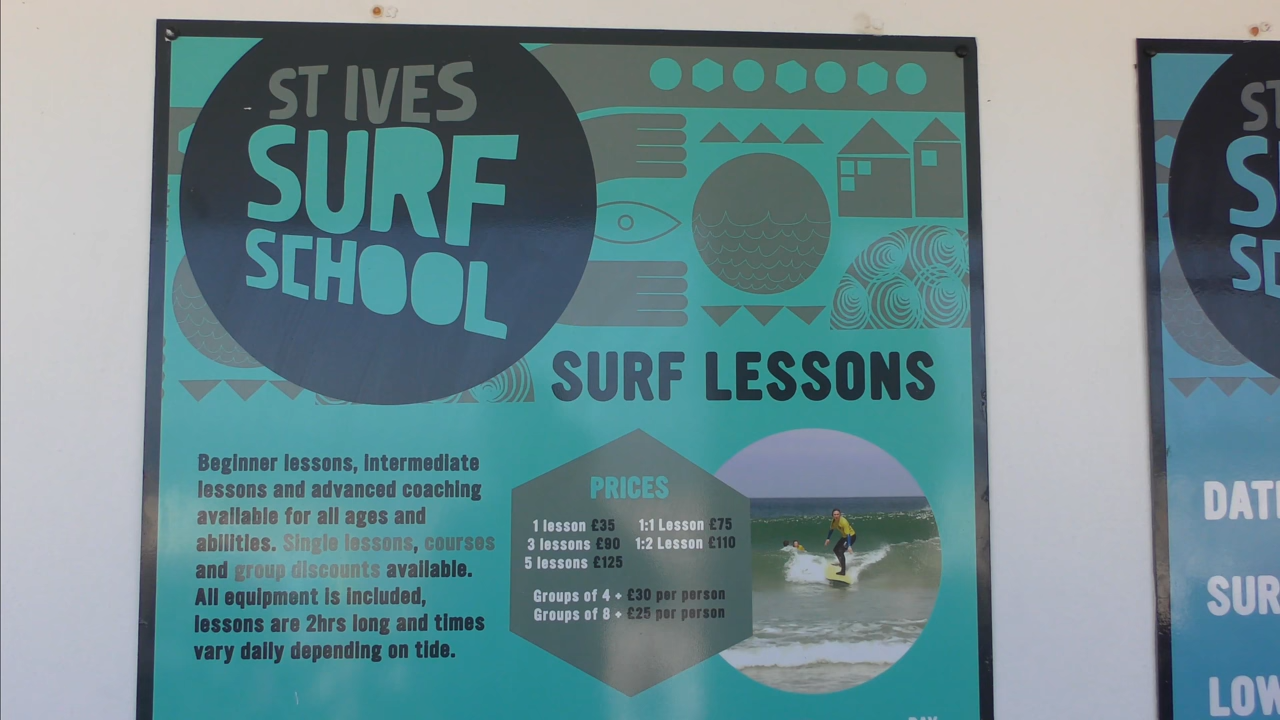 ST IVES
SURF
SCHOOL
SURF LESSONS
Beginner lessons, intermediate
lessons and advanced coaching
available for all ages and
abilities. Single lessons, courses
and group discounts available.
All equipment is included,
lessons are 2hrs long and times
vary daily depending on tide.
PRICES
1 lesson £35
3 lessons £90
5 lessons £125
1:1 Lesson £75
1:2 Lesson £110
Groups of 4 + £30 per person
Groups of 8 + £25 per person
ST
S
SC
DAT
SUR
LOW